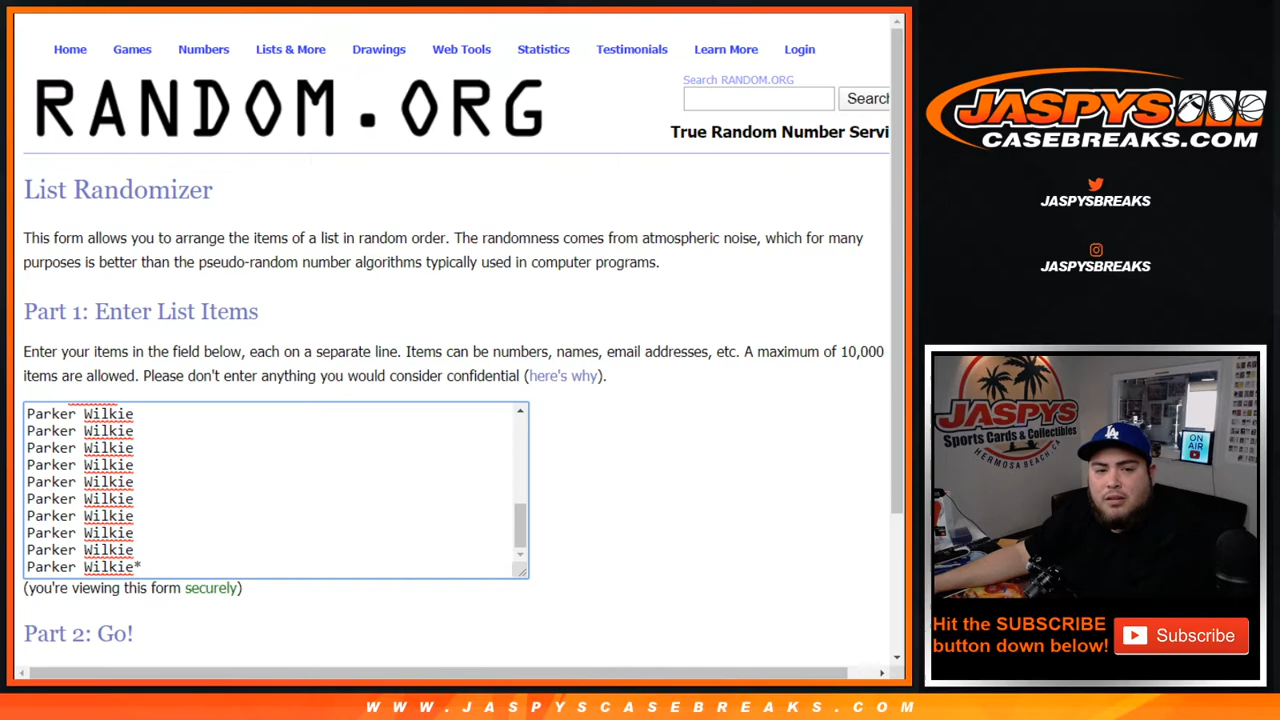 Home Games Numbers Lists & More Drawings Web Tools Statistics Testimonials Learn More Login
RANDOM.ORG
Search RANDOM.ORG
Search
True Random Number Servi
List Randomizer
This form allows you to arrange the items of a list in random order. The randomness comes from atmospheric noise, which for many
purposes is better than the pseudo-random number algorithms typically used in computer programs.
Part 1: Enter List Items
Enter your items in the field below, each on a separate line. Items can be numbers, names, email addresses, etc. A maximum of 10,000
items are allowed. Please don't enter anything you would consider confidential (here's why).
Parker Wilkie
Parker Wilkie
Parker Wilkie
Parker Wilkie
Parker Wilkie
Parker Wilkie
Parker Wilkie
Parker Wilkie
Parker Wilkie
Parker Wilkie*
(you're viewing this form securely)
Part 2: Go!
JASPYS
CASEBREAKS.COM
JASPYSBREAKS
JASPYSBREAKS
JASPYS
Sports Cards & Collectibles
HERMOSA BEACH, CA
LA
ON
AIR
Hit the SUBSCRIBE
button down below!
Subscribe
WWW.JASPYSCASEBREAKS.COM